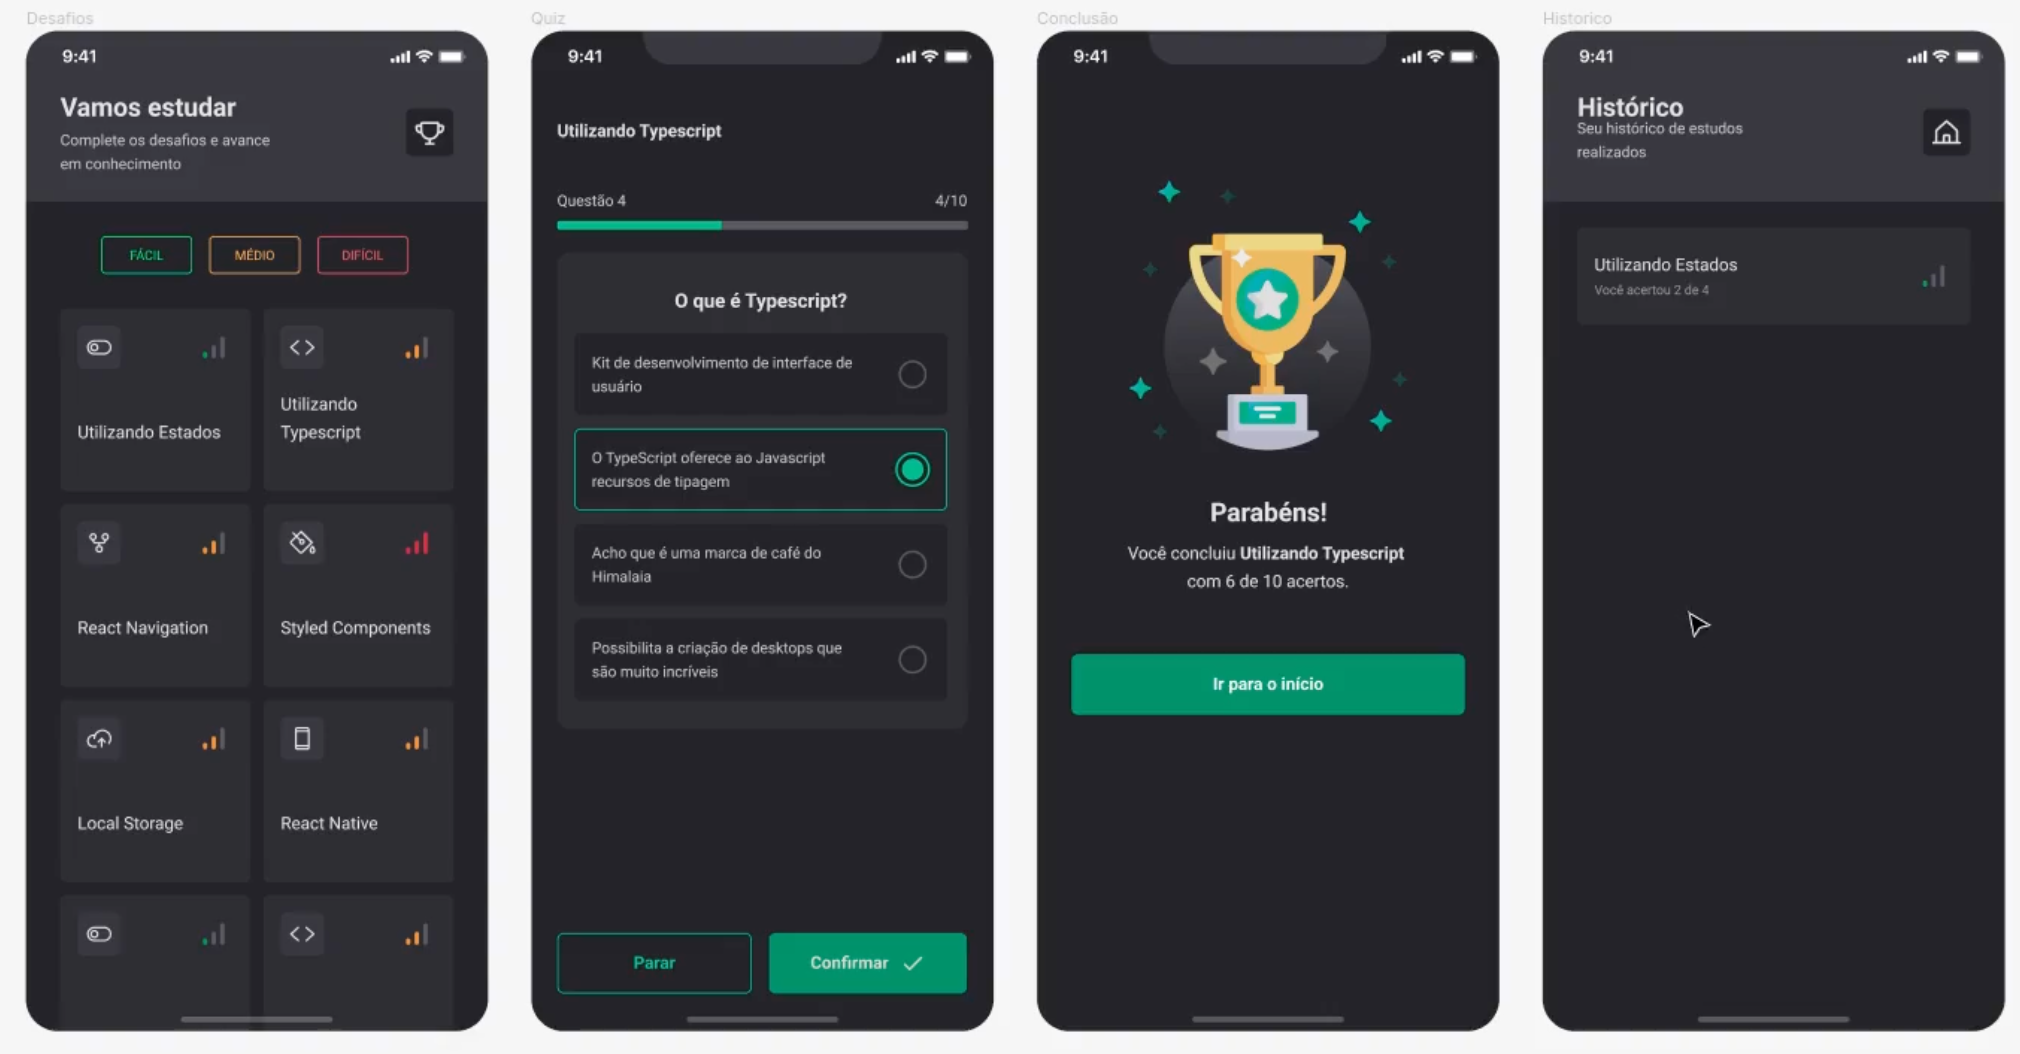 Desafios
9:41
Vamos estudar
Complete os desafios e avance
em conhecimento
FÁCIL
MÉDIO
DIFÍCIL
Utilizando Estados
Utilizando
Typescript
React Navigation
Styled Components
Local Storage
React Native
Quiz
9:41
Utilizando Typescript
Questão 4
4/10
O que é Typescript?
Kit de desenvolvimento de interface de
usuário
O TypeScript oferece ao Javascript
recursos de tipagem
Acho que é uma marca de café do
Himalaia
Possibilita a criação de desktops que
são muito incríveis
Parar
Confirmar
Conclusão
9:41
Parabéns!
Você concluiu Utilizando Typescript
com 6 de 10 acertos.
Ir para o início
Historico
9:41
Histórico
Seu histórico de estudos
realizados
Utilizando Estados
Você acertou 2 de 4